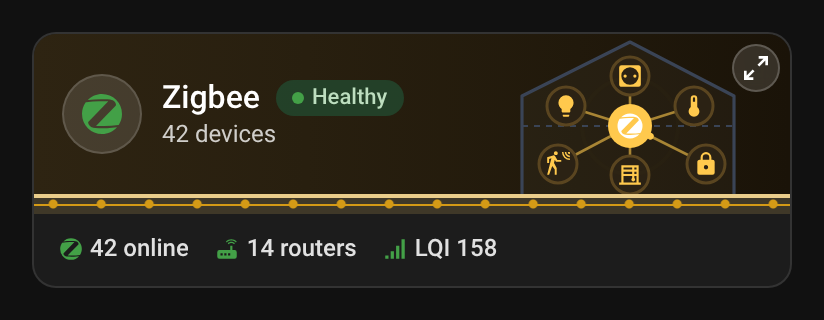 Zigbee
Healthy
42 devices
42 online
14 routers
LQI 158